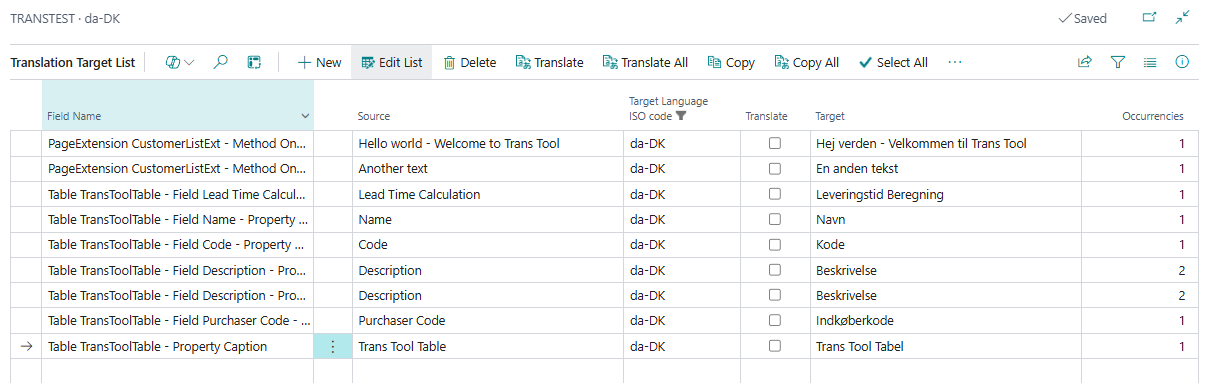 TRANSTEST · da-DK
Saved
Translation Target List
New
Edit List
Delete
Translate
Translate All
Copy
Copy All
Select All
Field Name
Source
Target Language
ISO code
Translate
Target
Occurrencies
PageExtension CustomerListExt - Method On... Hello world - Welcome to Trans Tool da-DK Hej verden - Velkommen til Trans Tool 1
PageExtension CustomerListExt - Method On... Another text da-DK En anden tekst 1
Table TransToolTable - Field Lead Time Calcul... Lead Time Calculation da-DK Leveringstid Beregning 1
Table TransToolTable - Field Name - Property ... Name da-DK Navn 1
Table TransToolTable - Field Code - Property ... Code da-DK Kode 1
Table TransToolTable - Field Description - Pro... Description da-DK Beskrivelse 2
Table TransToolTable - Field Description - Pro... Description da-DK Beskrivelse 2
Table TransToolTable - Field Purchaser Code - ... Purchaser Code da-DK Indkøberkode 1
Table TransToolTable - Property Caption Trans Tool Table da-DK Trans Tool Tabel 1